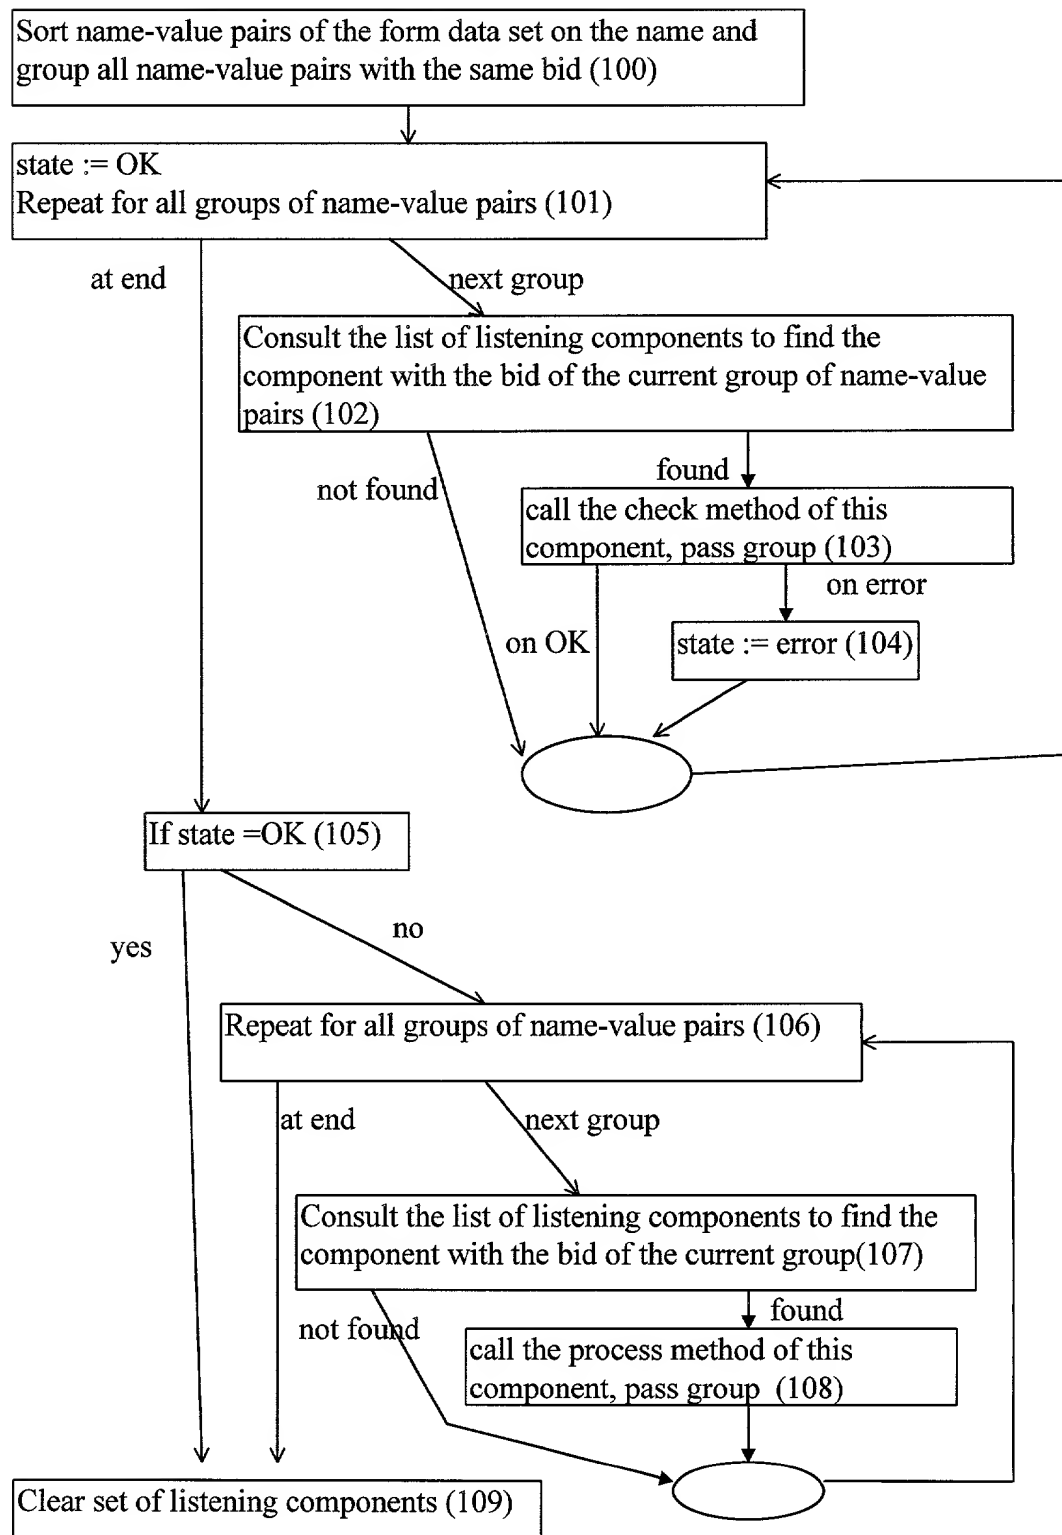 Sort name-value pairs of the form data set on the name and
group all name-value pairs with the same bid (100)
state := OK
Repeat for all groups of name-value pairs (101)
at end
next group
Consult the list of listening components to find the
component with the bid of the current group of name-value
pairs (102)
not found
found
call the check method of this
component, pass group (103)
on error
on OK
state := error (104)
If state =OK (105)
yes
no
Repeat for all groups of name-value pairs (106)
at end
next group
Consult the list of listening components to find the
component with the bid of the current group(107)
not found
found
call the process method of this
component, pass group (108)
Clear set of listening components (109)